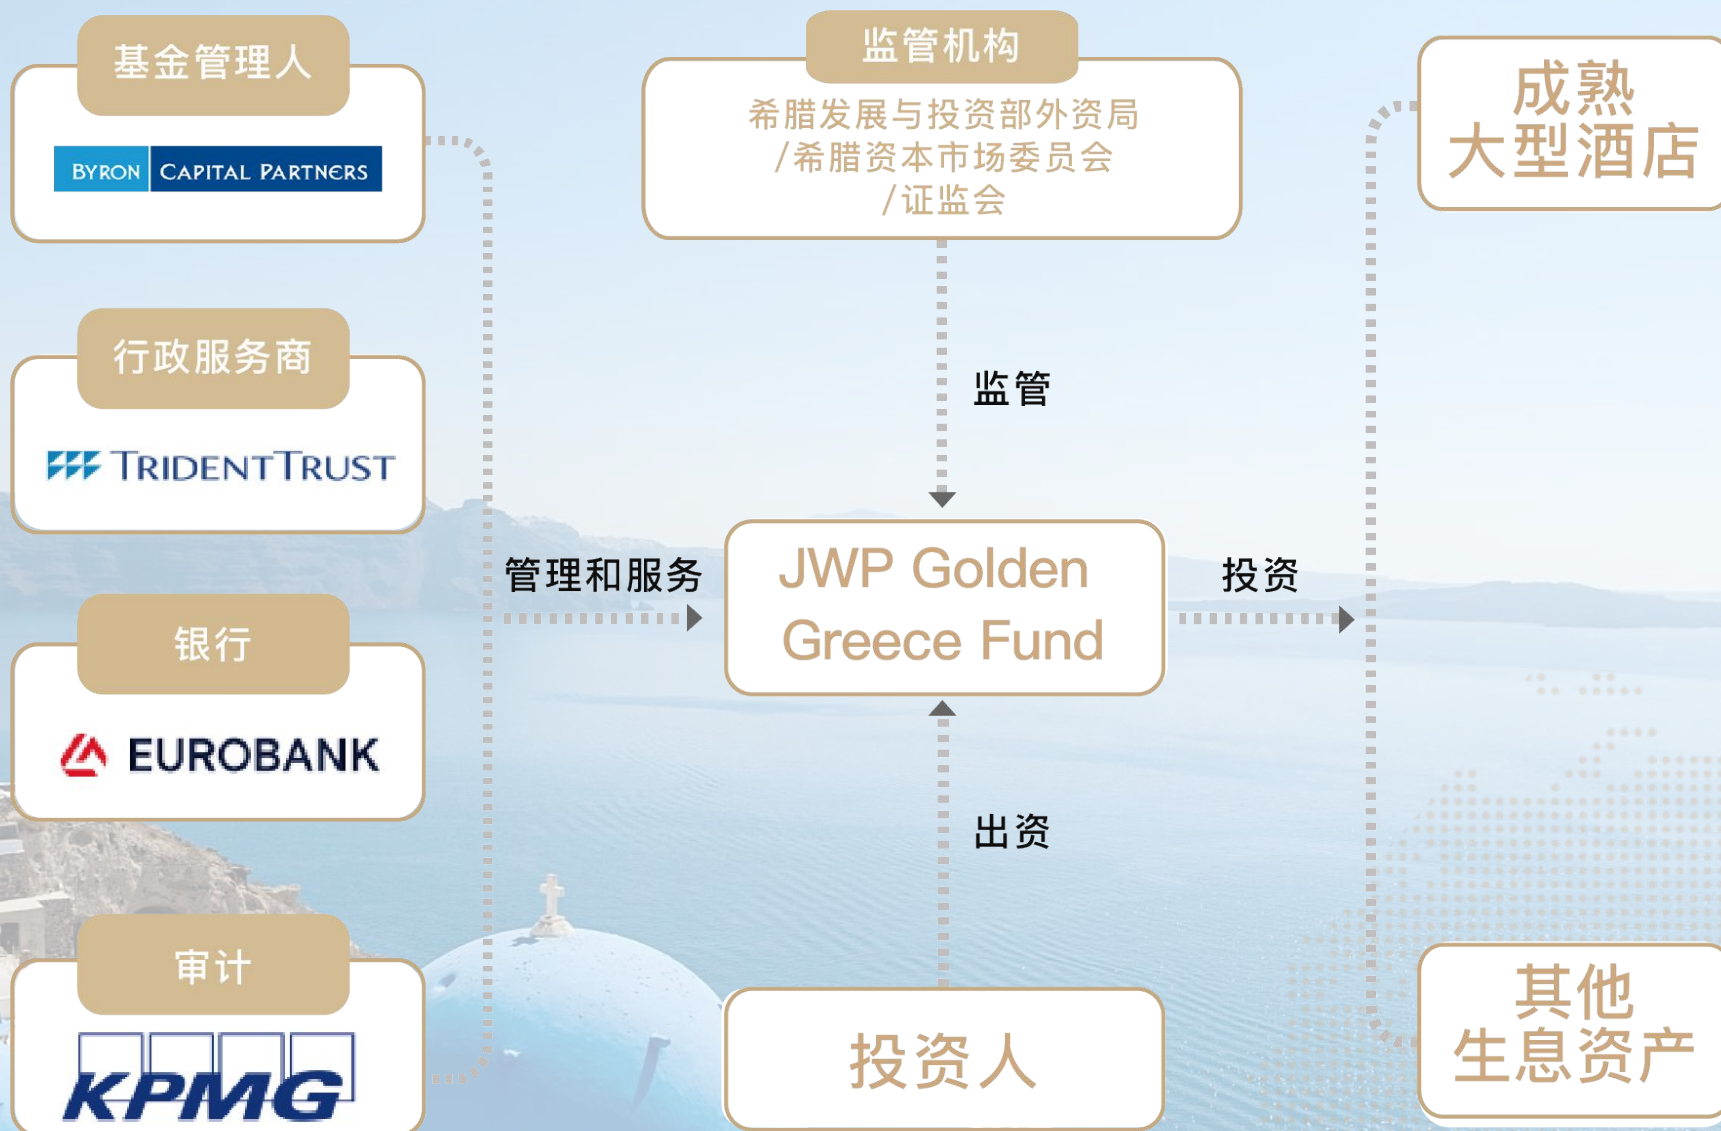 基金管理人
BYRON CAPITAL PARTNERS
行政服务商
TRIDENTTRUST
银行
EUROBANK
审计
KPMG
管理和服务
监管机构
希腊发展与投资部外资局
/希腊资本市场委员会
/证监会
监管
JWP Golden
Greece Fund
出资
投资人
投资
成熟
大型酒店
其他
生息资产